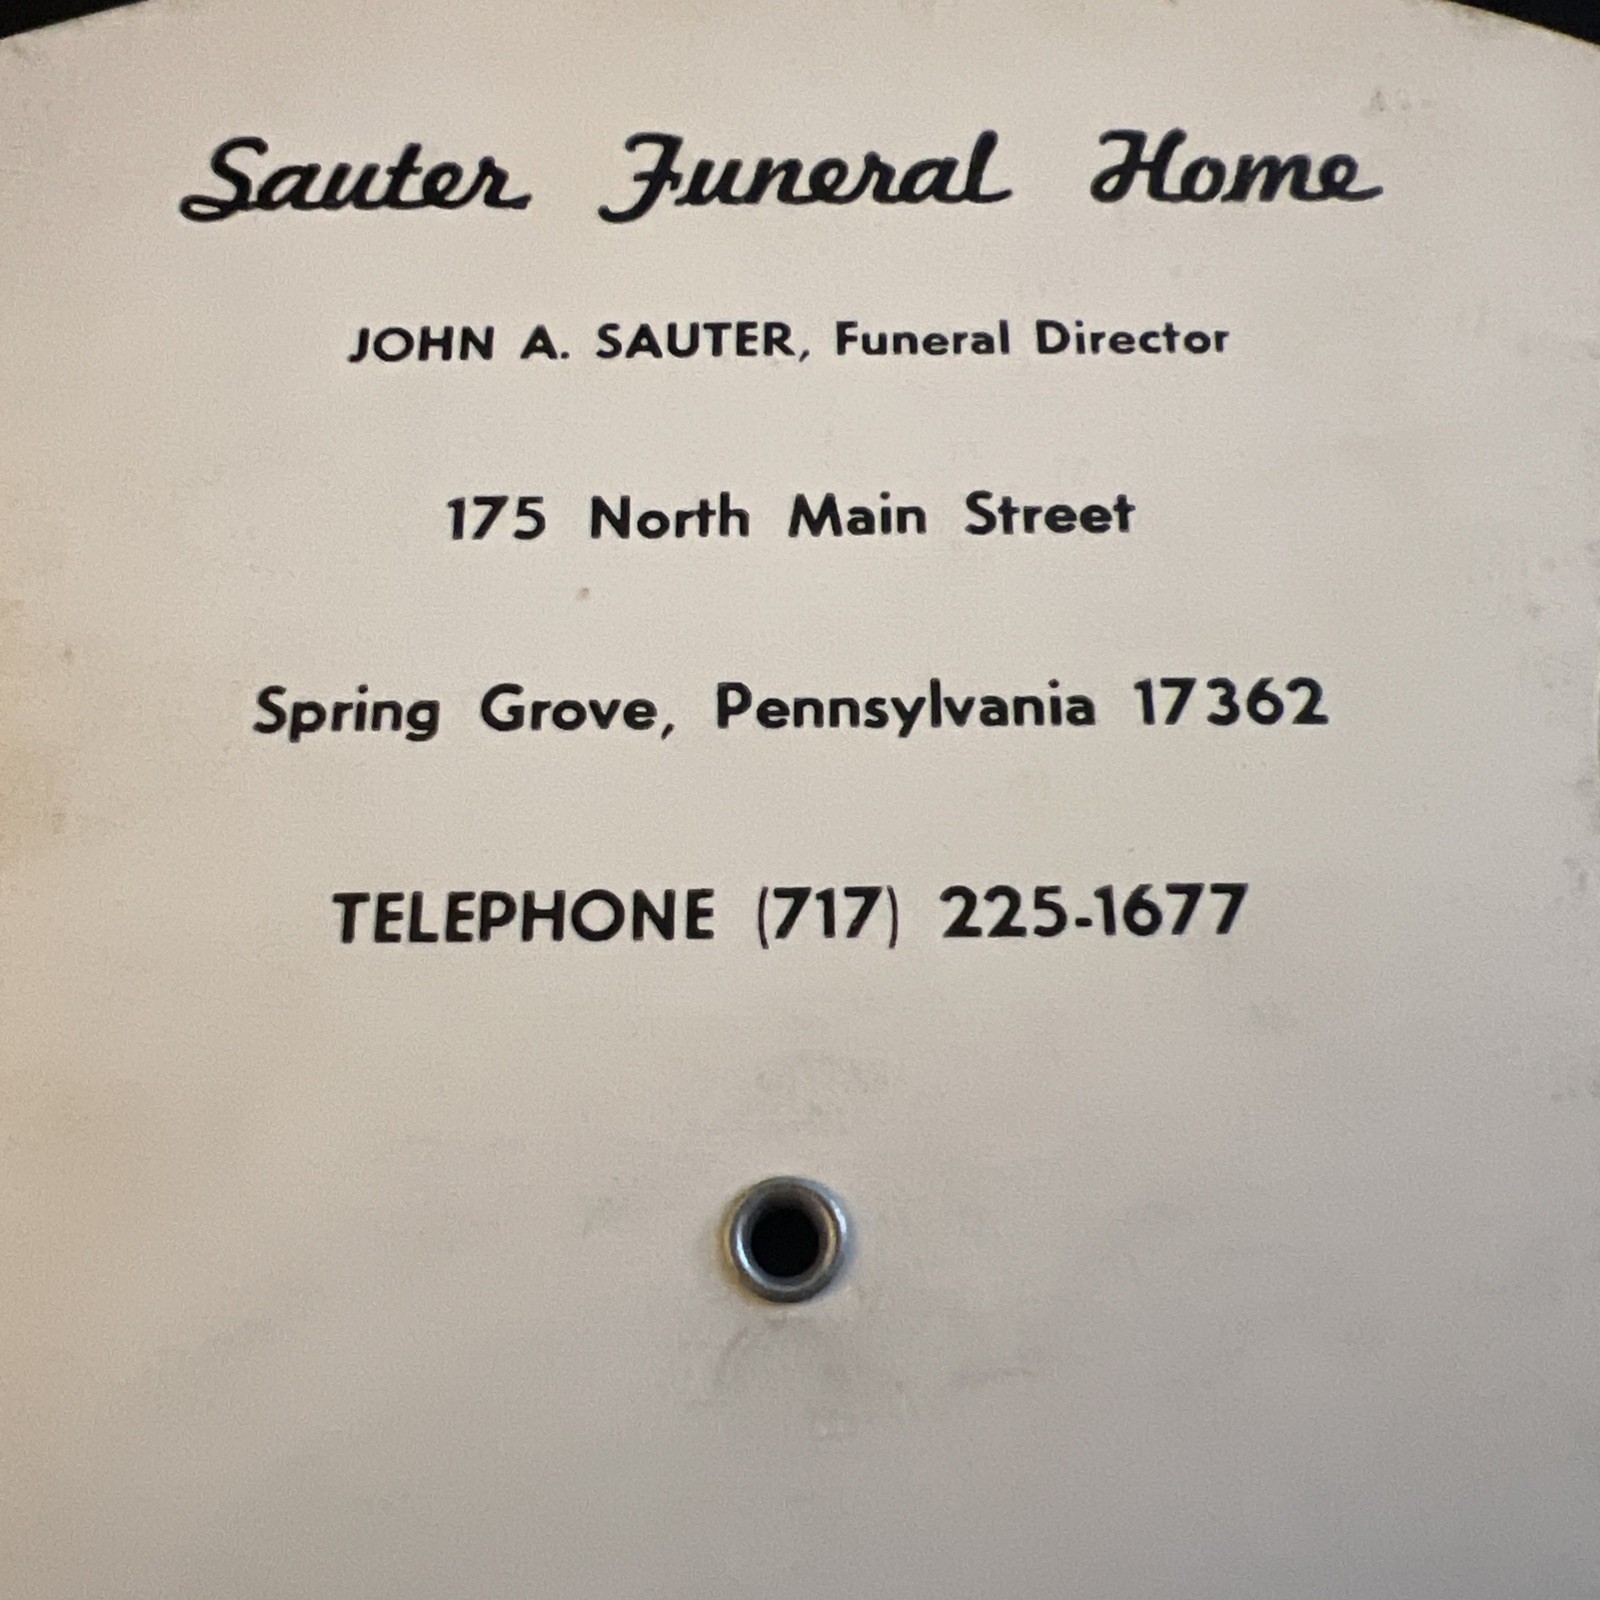 Sauter Funeral Home
JOHN A. SAUTER, Funeral Director
175 North Main Street
Spring Grove, Pennsylvania 17362
TELEPHONE (717) 225-1677